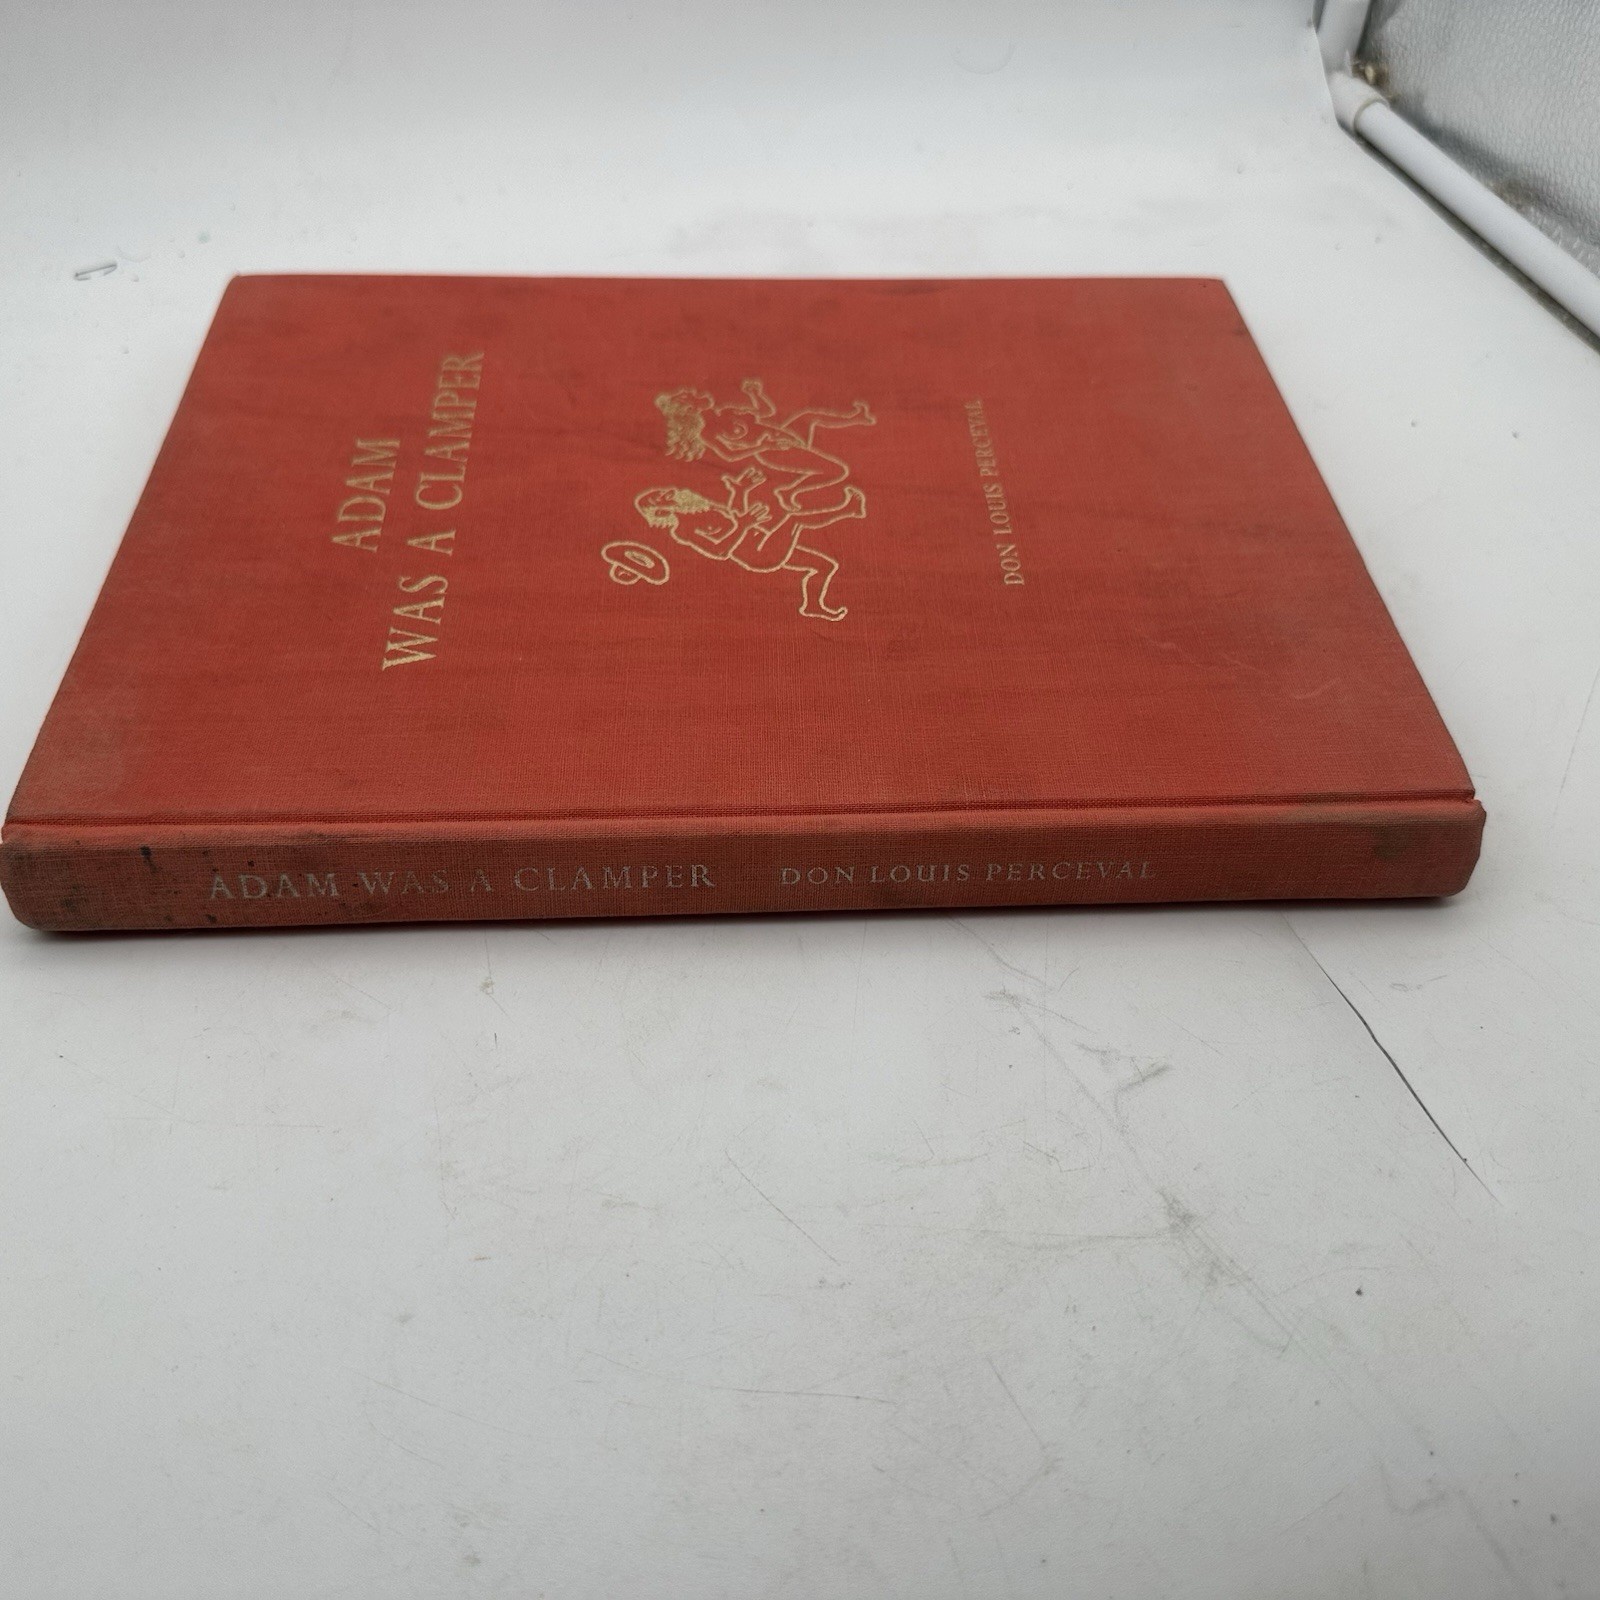 ADAM
WAS A CLAMPER
DON LOUIS PERCEVAL
ADAM WAS A CLAMPER DON LOUIS PERCEVAL